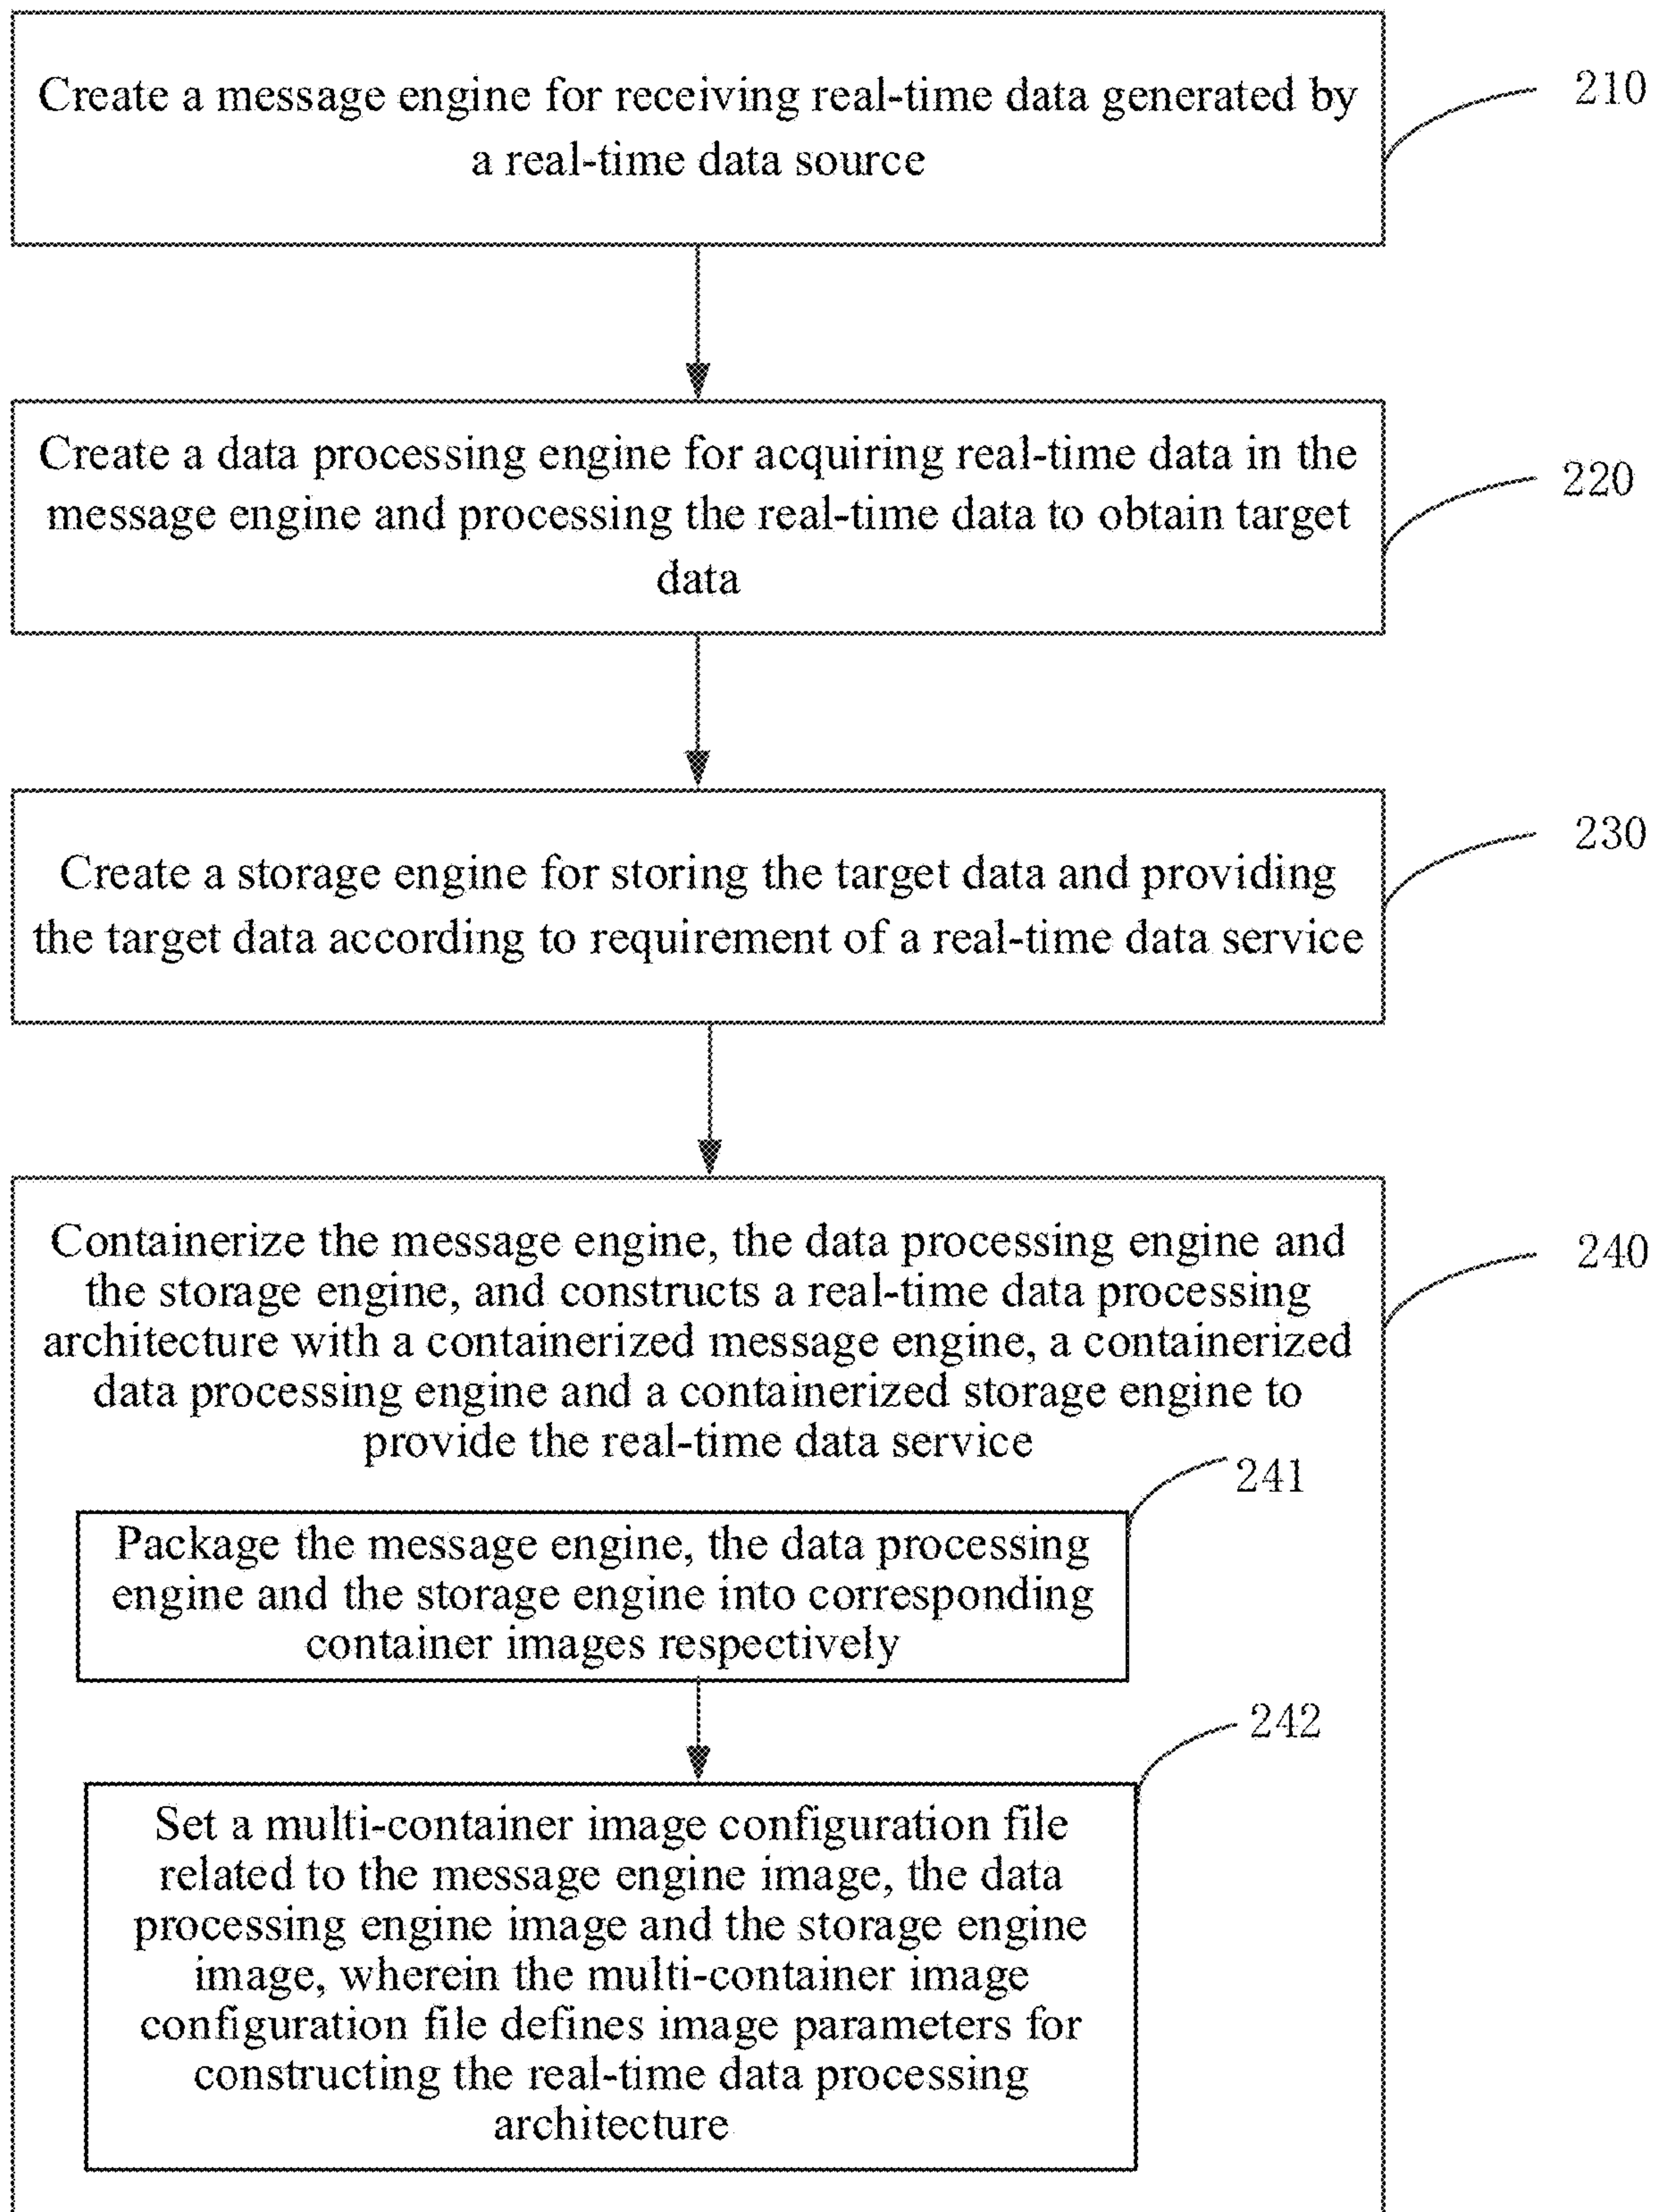 Create a message engine for receiving real-time data generated by
a real-time data source
210
Create a data processing engine for acquiring real-time data in the
message engine and processing the real-time data to obtain target
data
220
Create a storage engine for storing the target data and providing
the target data according to requirement of a real-time data service
230
Containerize the message engine, the data processing engine and
the storage engine, and constructs a real-time data processing
architecture with a containerized message engine, a containerized
data processing engine and a containerized storage engine to
provide the real-time data service
240
241
Package the message engine, the data processing
engine and the storage engine into corresponding
container images respectively
242
Set a multi-container image configuration file
related to the message engine image, the data
processing engine image and the storage engine
image, wherein the multi-container image
configuration file defines image parameters for
constructing the real-time data processing
architecture